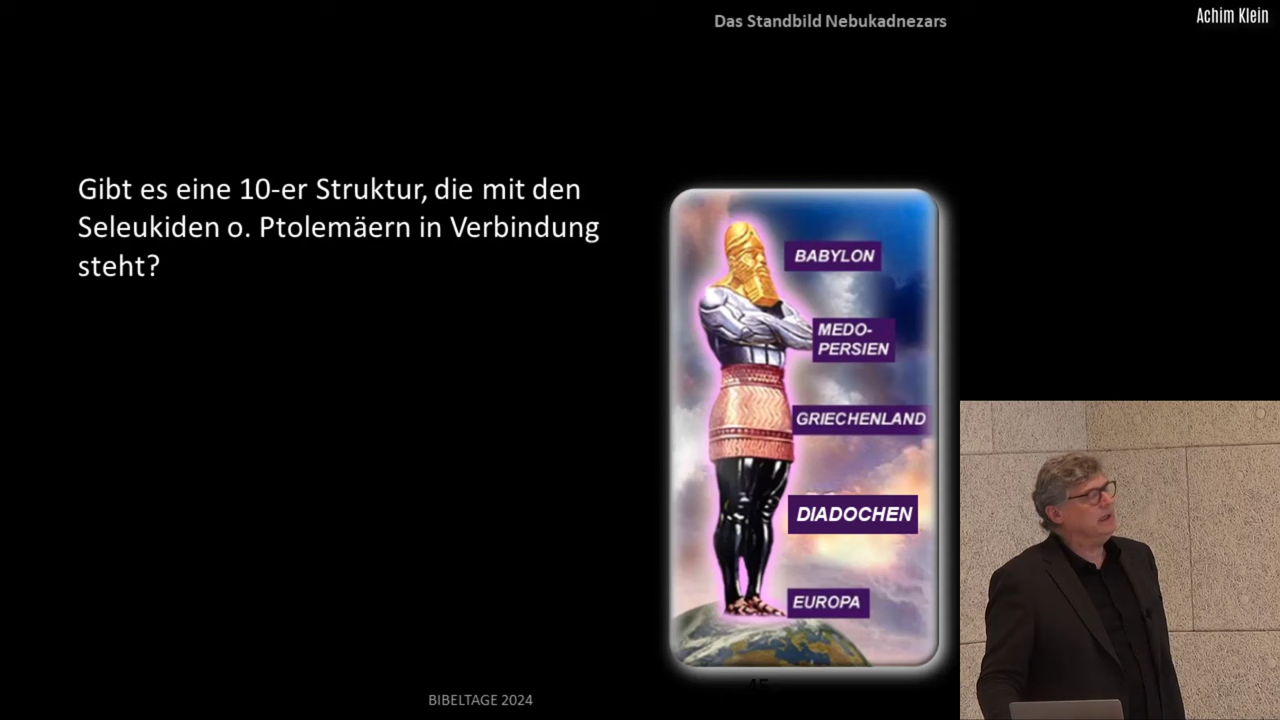 Das Standbild Nebukadnezars
Achim Klein
Gibt es eine 10-er Struktur, die mit den
Seleukiden o. Ptolemäern in Verbindung
steht?
BABYLON
MEDO-
PERSIEN
GRIECHENLAND
DIADOCHEN
EUROPA
45
BIBELTAGE 2024